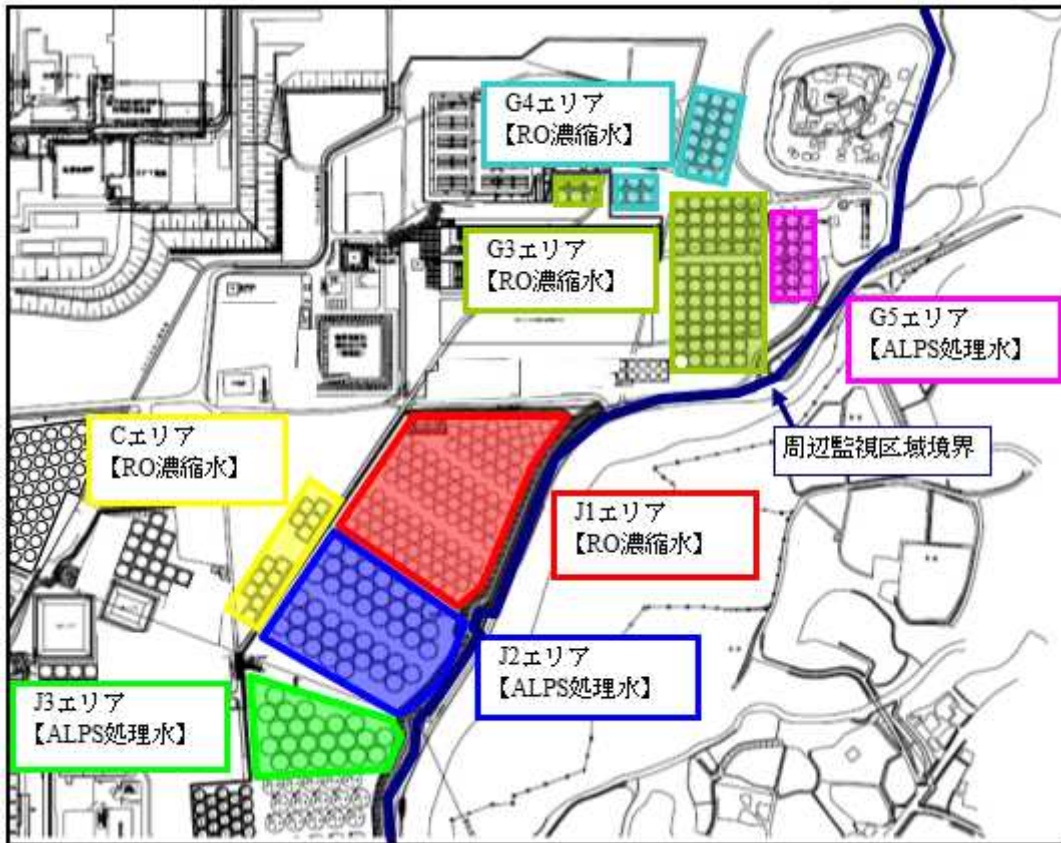 G4エリア
【RO濃縮水】
G3エリア
【RO濃縮水】
G5エリア
【ALPS処理水】
Cエリア
【RO濃縮水】
周辺監視区域境界
J1エリア
【RO濃縮水】
J2エリア
【ALPS処理水】
J3エリア
【ALPS処理水】